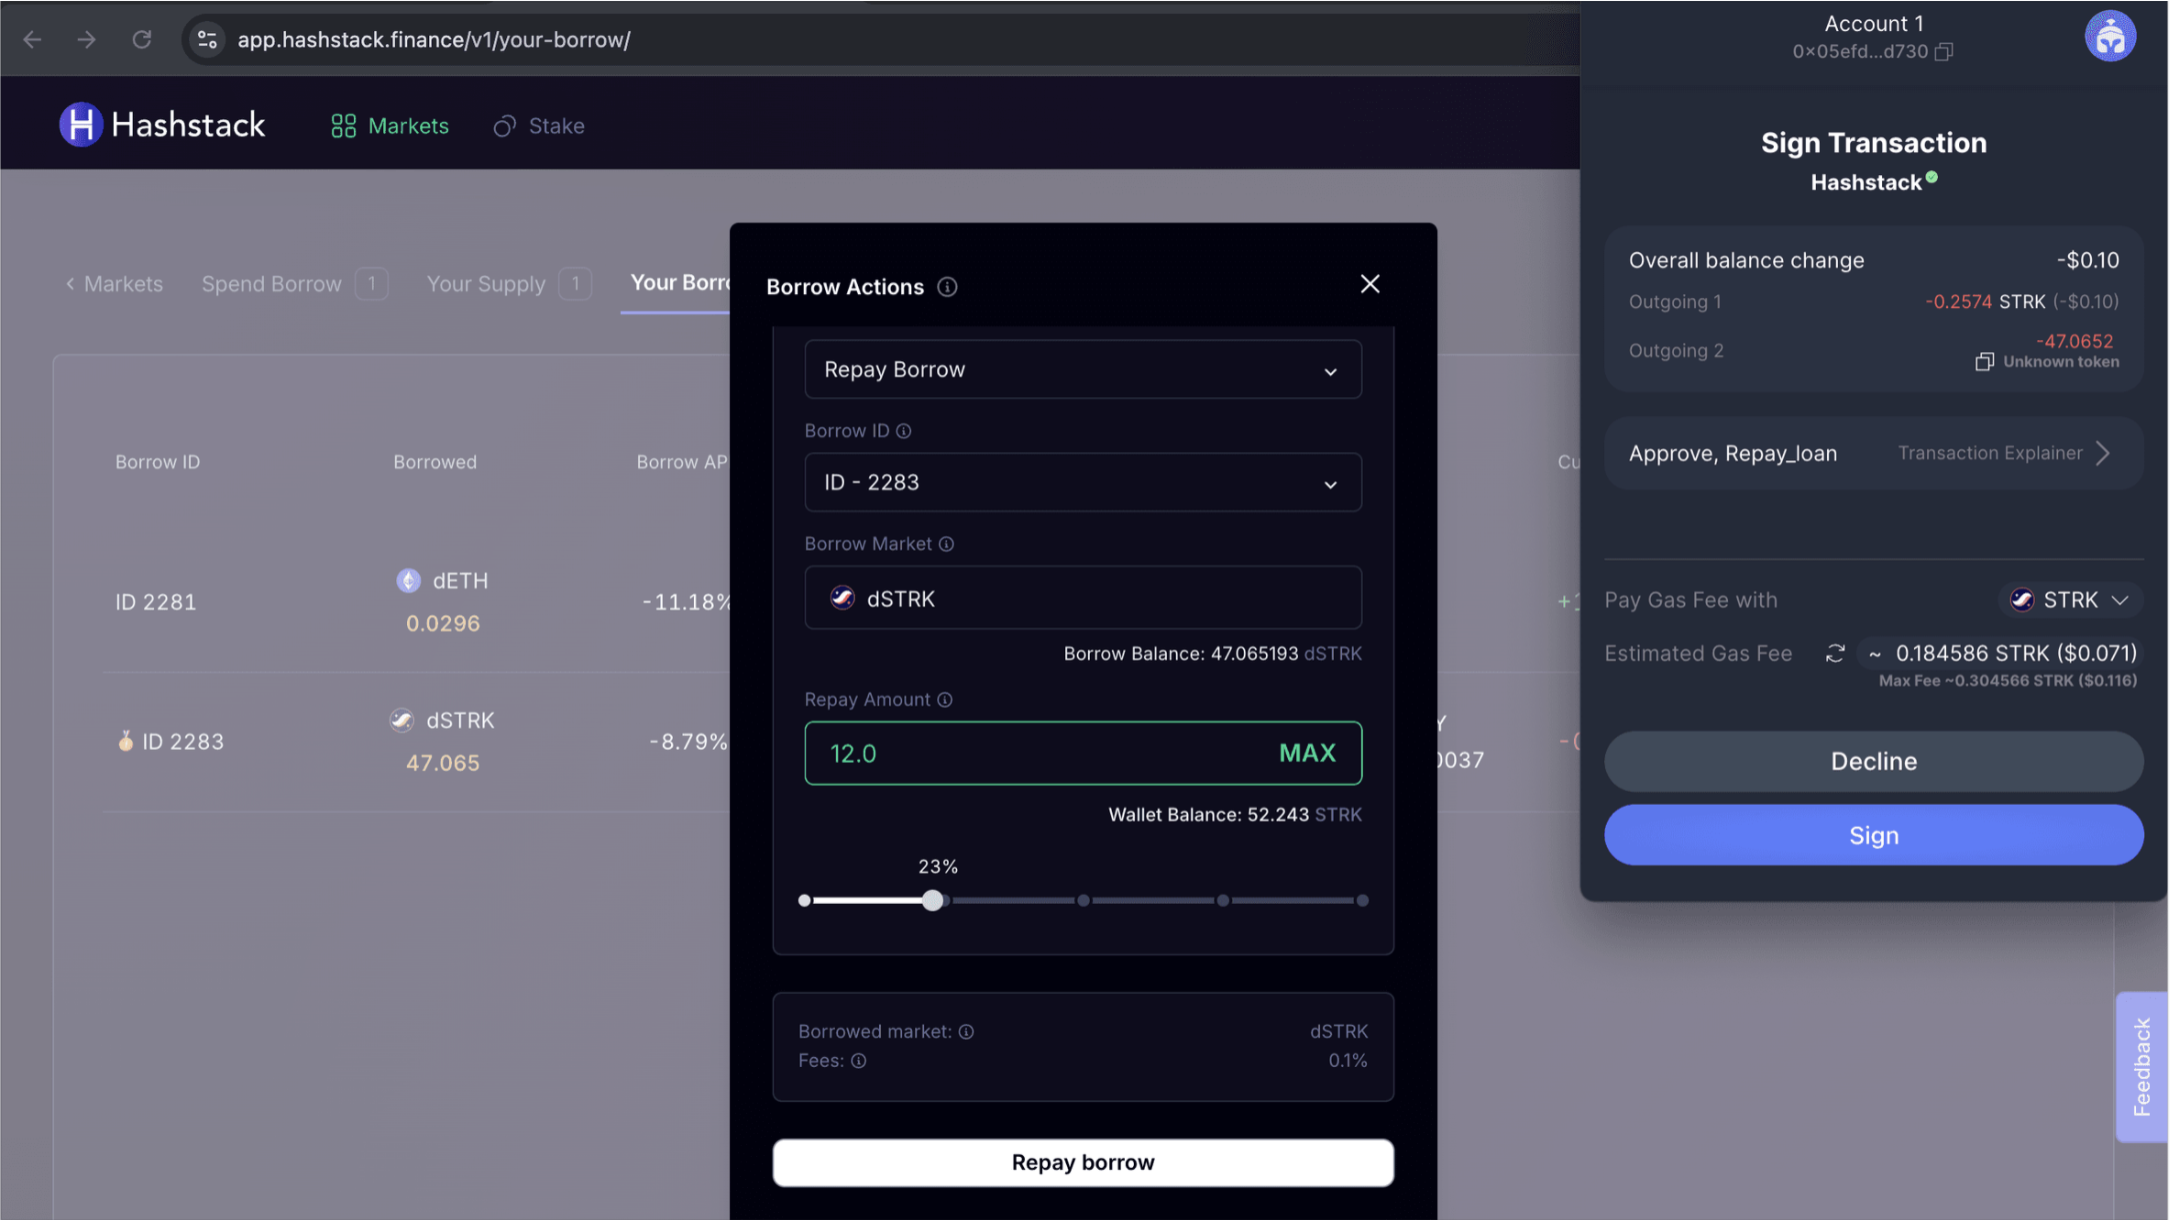 app.hashstack.finance/v1/your-borrow/
Hashstack
Markets
Stake
Markets
Spend Borrow 1
Your Supply 1
Your Borro
Borrow ID
Borrowed
Borrow AP
Cu
ID 2281
dETH
0.0296
-11.18%
+1
ID 2283
dSTRK
47.065
-8.79%
Y
0037
Borrow Actions
Repay Borrow
Borrow ID
ID - 2283
Borrow Market
dSTRK
Borrow Balance: 47.065193 dSTRK
Repay Amount
12.0 MAX
Wallet Balance: 52.243 STRK
23%
Borrowed market: dSTRK
Fees: 0.1%
Repay borrow
Account 1
0x05efd...d730
Sign Transaction
Hashstack
Overall balance change -$0.10
Outgoing 1 -0.2574 STRK (-$0.10)
Outgoing 2 -47.0652
Unknown token
Approve, Repay_loan Transaction Explainer
Pay Gas Fee with STRK
Estimated Gas Fee ~ 0.184586 STRK ($0.071)
Max Fee ~0.304566 STRK ($0.116)
Decline
Sign
Feedback